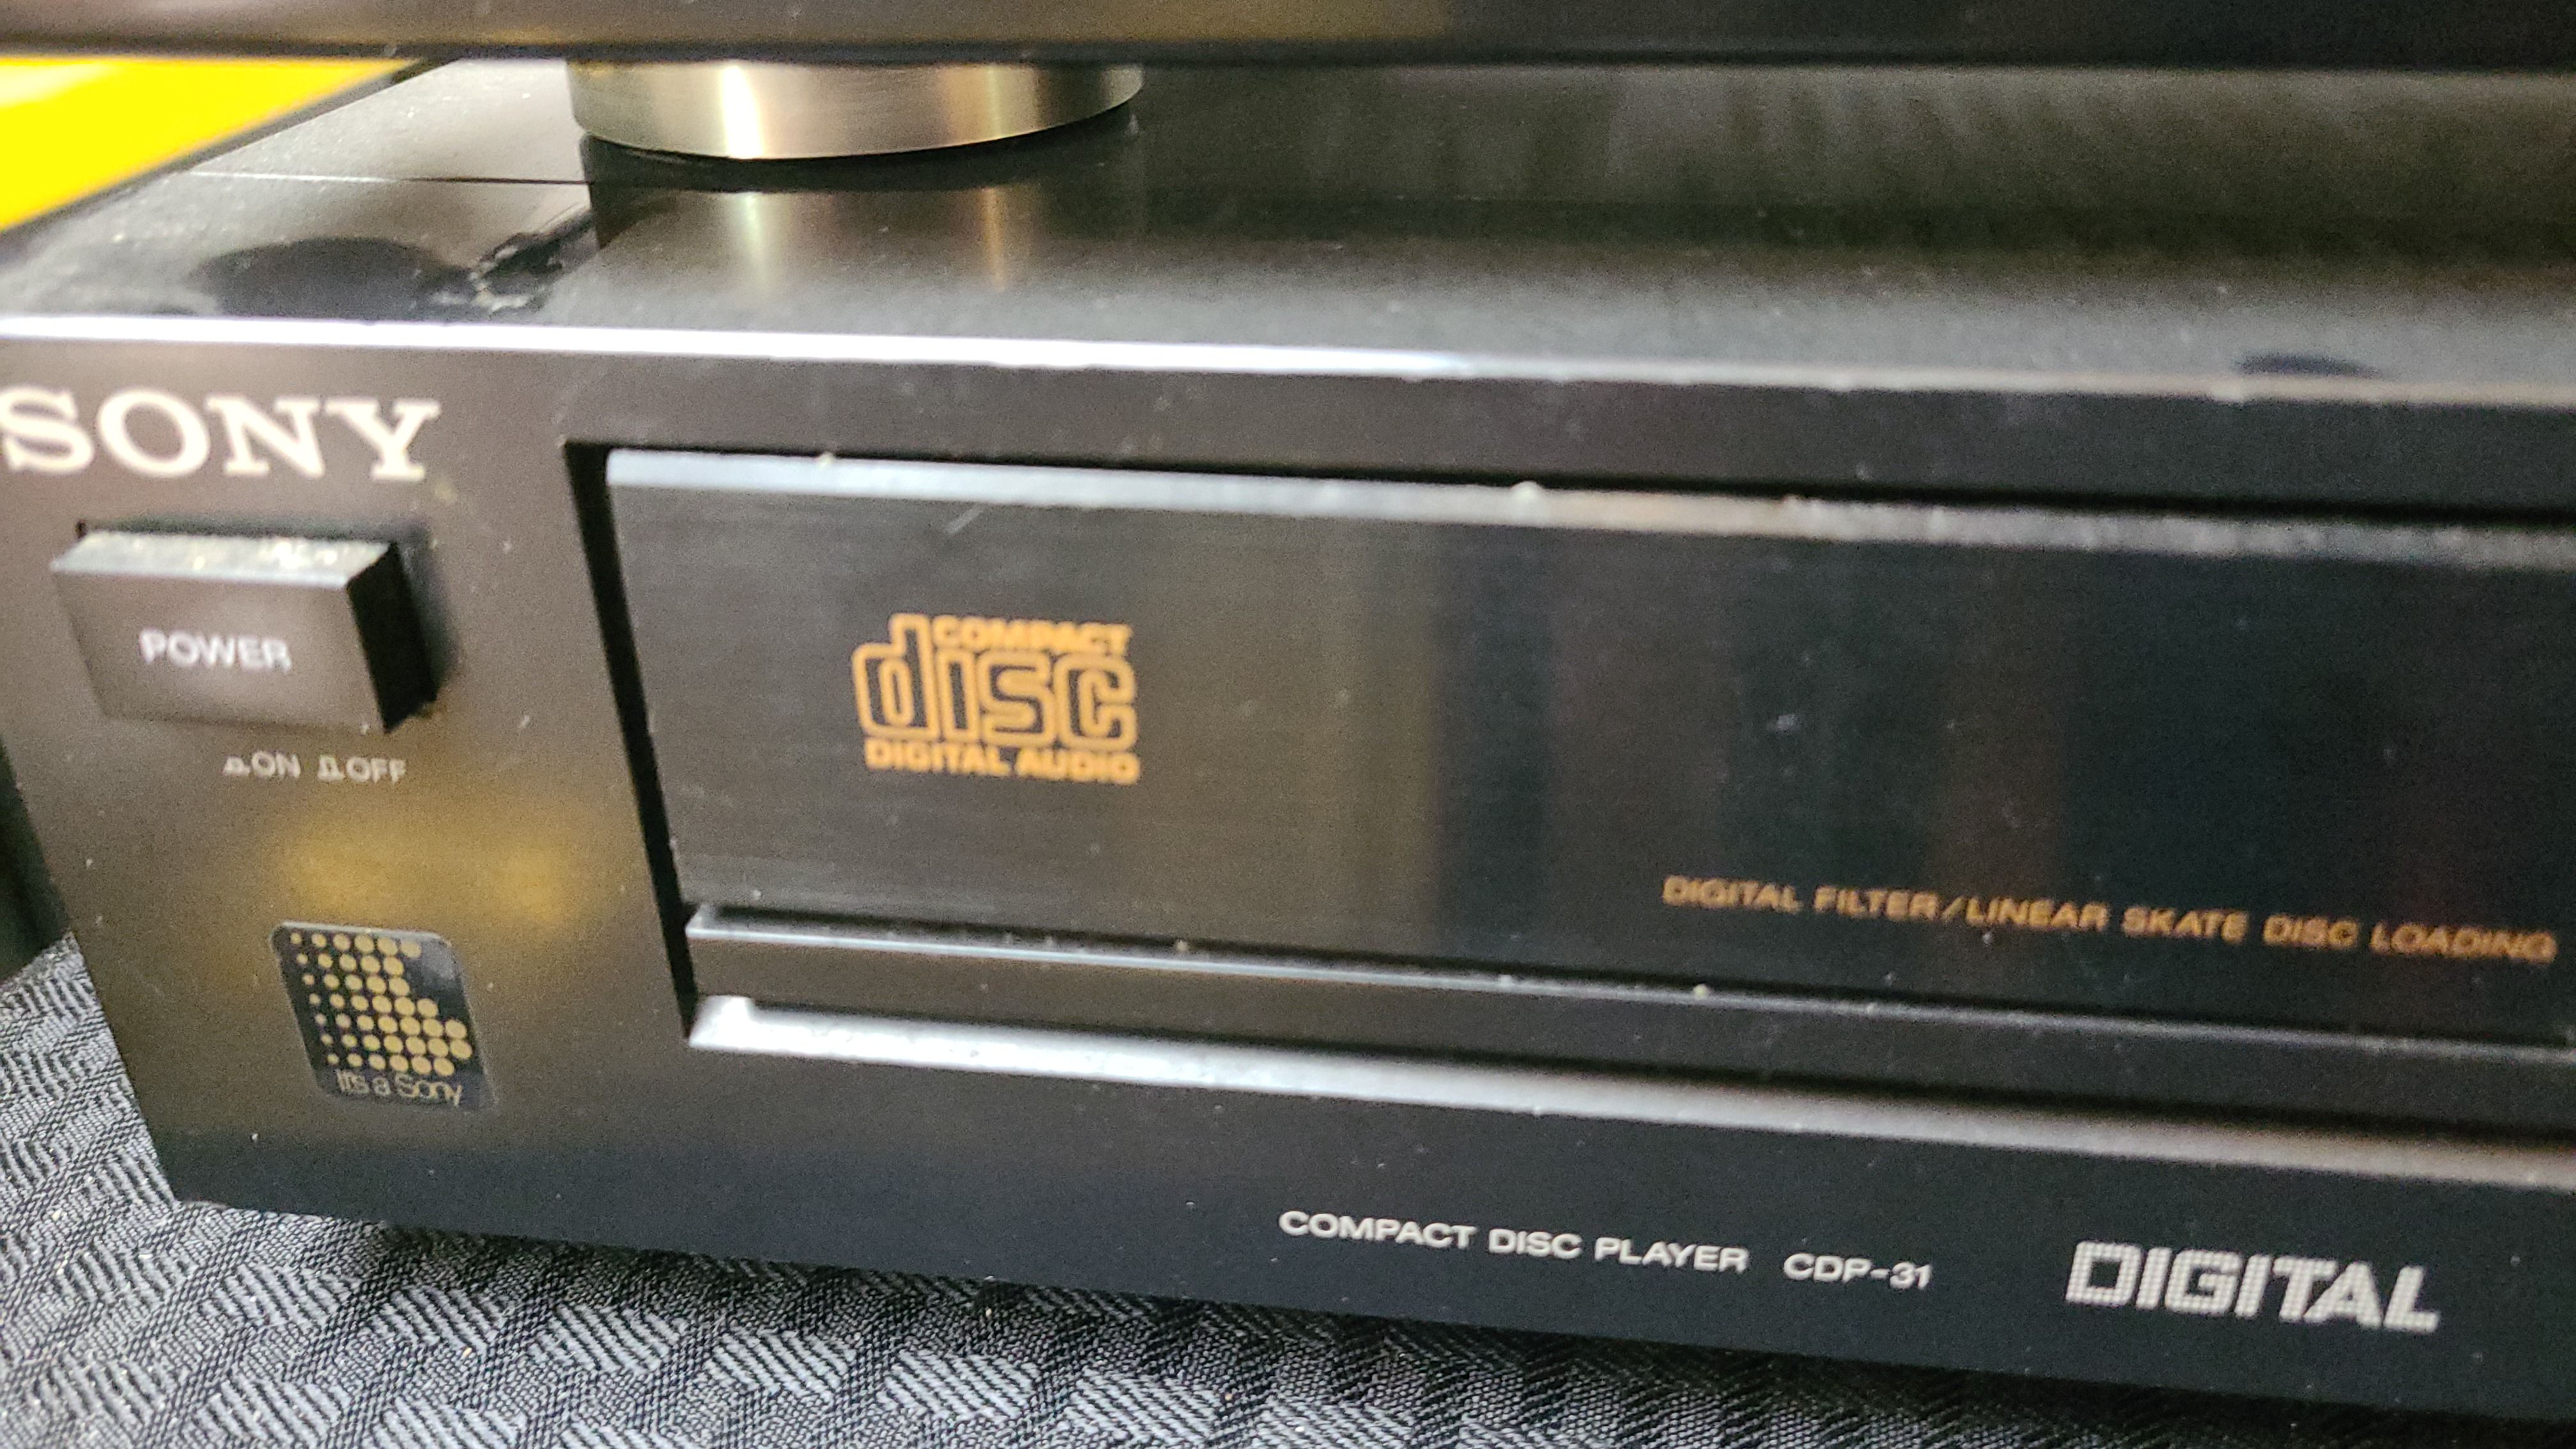 SONY
POWER
ON OFF
COMPACT
disc
DIGITAL AUDIO
DIGITAL FILTER/LINEAR SKATE DISC LOADING
It's a Sony
COMPACT DISC PLAYER CDP-31
DIGITAL